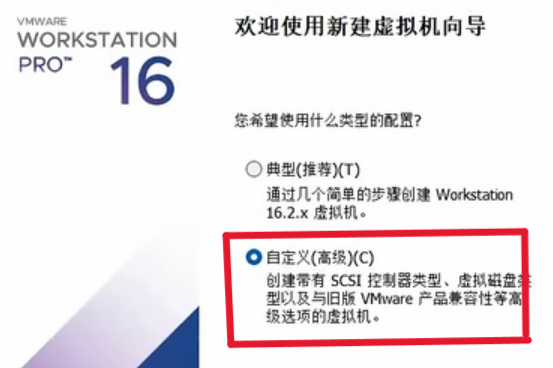 VMWARE
WORKSTATION
PRO™ 16
欢迎使用新建虚拟机向导
您希望使用什么类型的配置?
典型(推荐)(T)
通过几个简单的步骤创建 Workstation
16.2.x 虚拟机。
自定义(高级)(C)
创建带有 SCSI 控制器类型、虚拟磁盘类
型以及与旧版 VMware 产品兼容性等高
级选项的虚拟机。